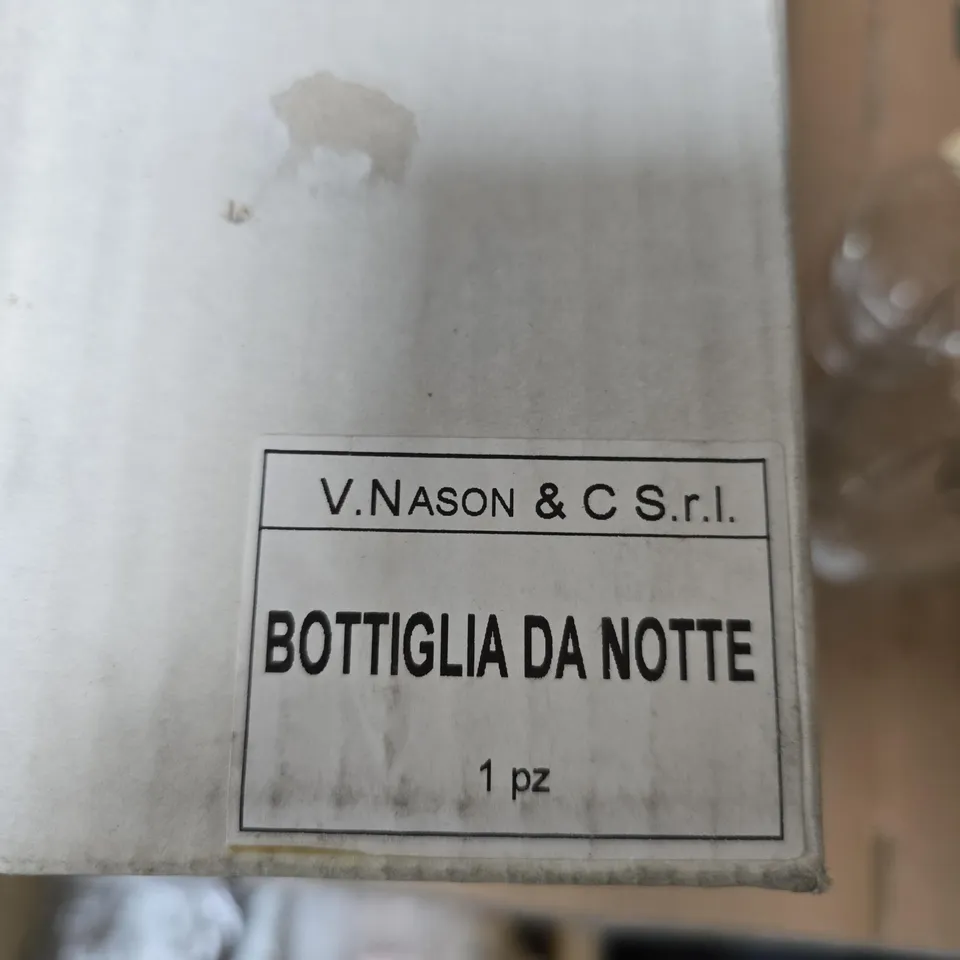 V.NASON & C S.r.l.
BOTTIGLIA DA NOTTE
1 pz